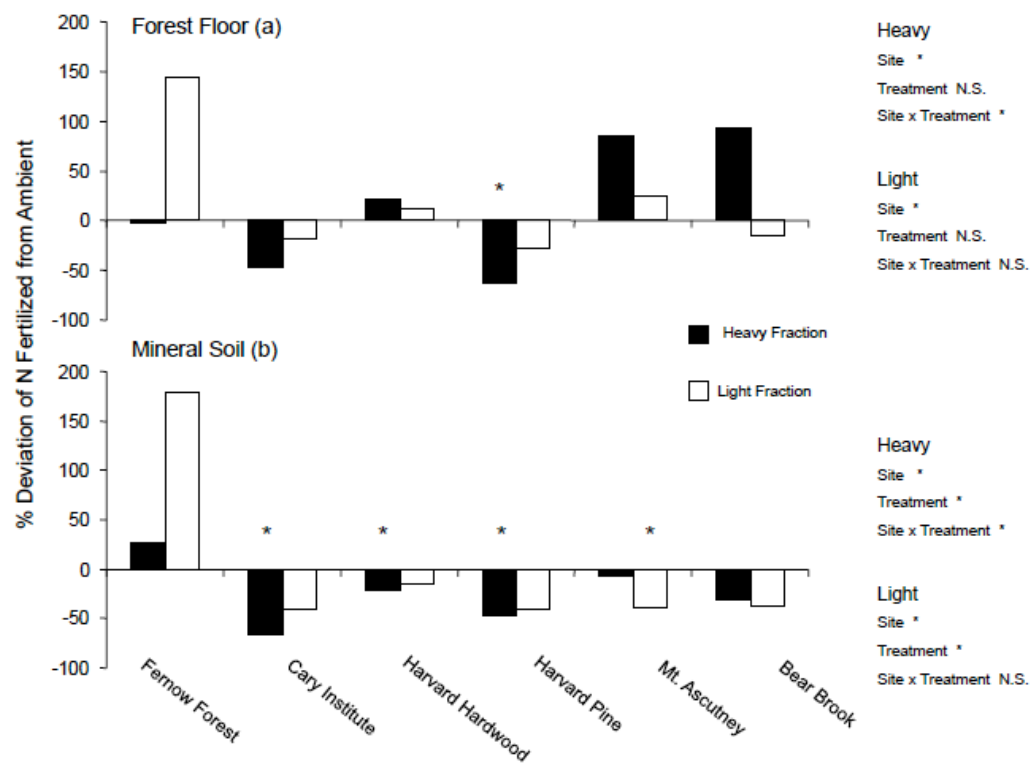 % Deviation of N Fertilized from Ambient
Forest Floor (a)
200
150
100
50
0
-50
-100
*
Heavy
Site *
Treatment N.S.
Site x Treatment *
Light
Site *
Treatment N.S.
Site x Treatment N.S.
Heavy Fraction
Light Fraction
Mineral Soil (b)
200
150
100
50
0
-50
-100
* * * *
Heavy
Site *
Treatment *
Site x Treatment *
Light
Site *
Treatment *
Site x Treatment N.S.
Fernow Forest
Cary Institute
Harvard Hardwood
Harvard Pine
Mt. Ascutney
Bear Brook